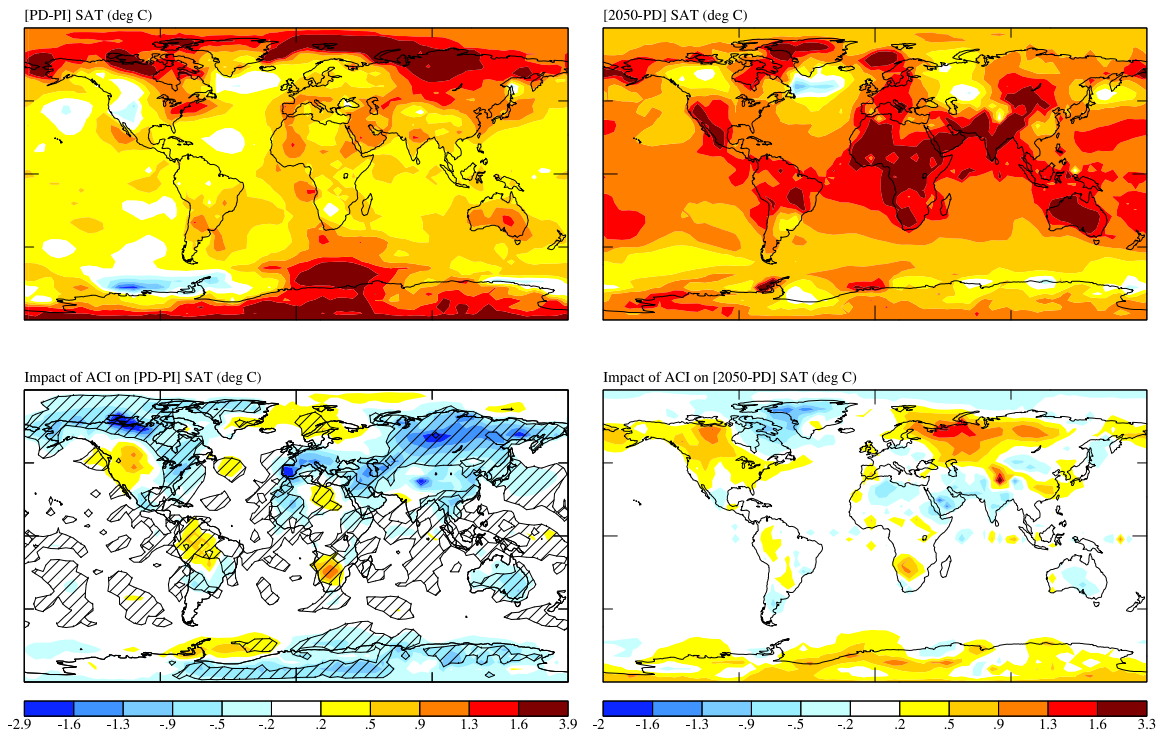 [PD-PI] SAT (deg C)
[2050-PD] SAT (deg C)
Impact of ACI on [PD-PI] SAT (deg C)
Impact of ACI on [2050-PD] SAT (deg C)
-2.9 -1.6 -1.3 -.9 -.5 -.2 .2 .5 .9 1.3 1.6 3.9
-2 -1.6 -1.3 -.9 -.5 -.2 .2 .5 .9 1.3 1.6 3.3